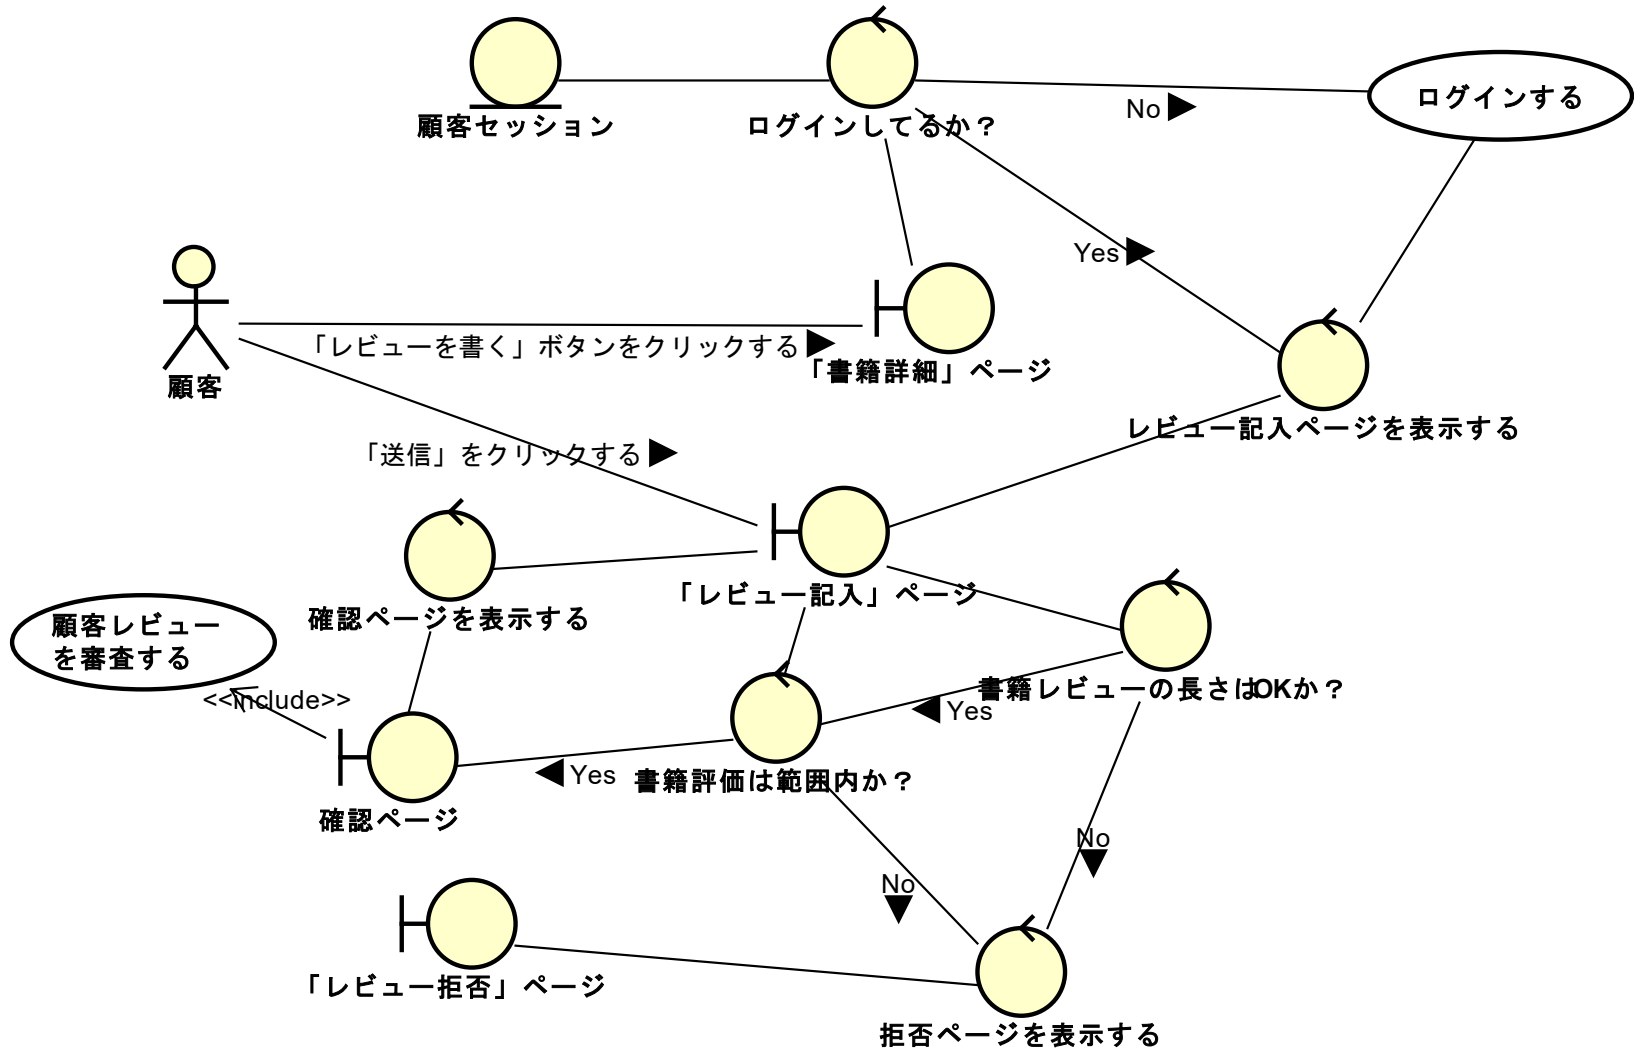 顧客セッション
ログインしてるか？
No
ログインする
Yes
「レビューを書く」ボタンをクリックする
「書籍詳細」ページ
顧客
レビュー記入ページを表示する
「送信」をクリックする
「レビュー記入」ページ
確認ページを表示する
顧客レビュー
を審査する
<<include>>
書籍レビューの長さはOKか？
Yes
Yes
書籍評価は範囲内か？
確認ページ
No
No
「レビュー拒否」ページ
拒否ページを表示する